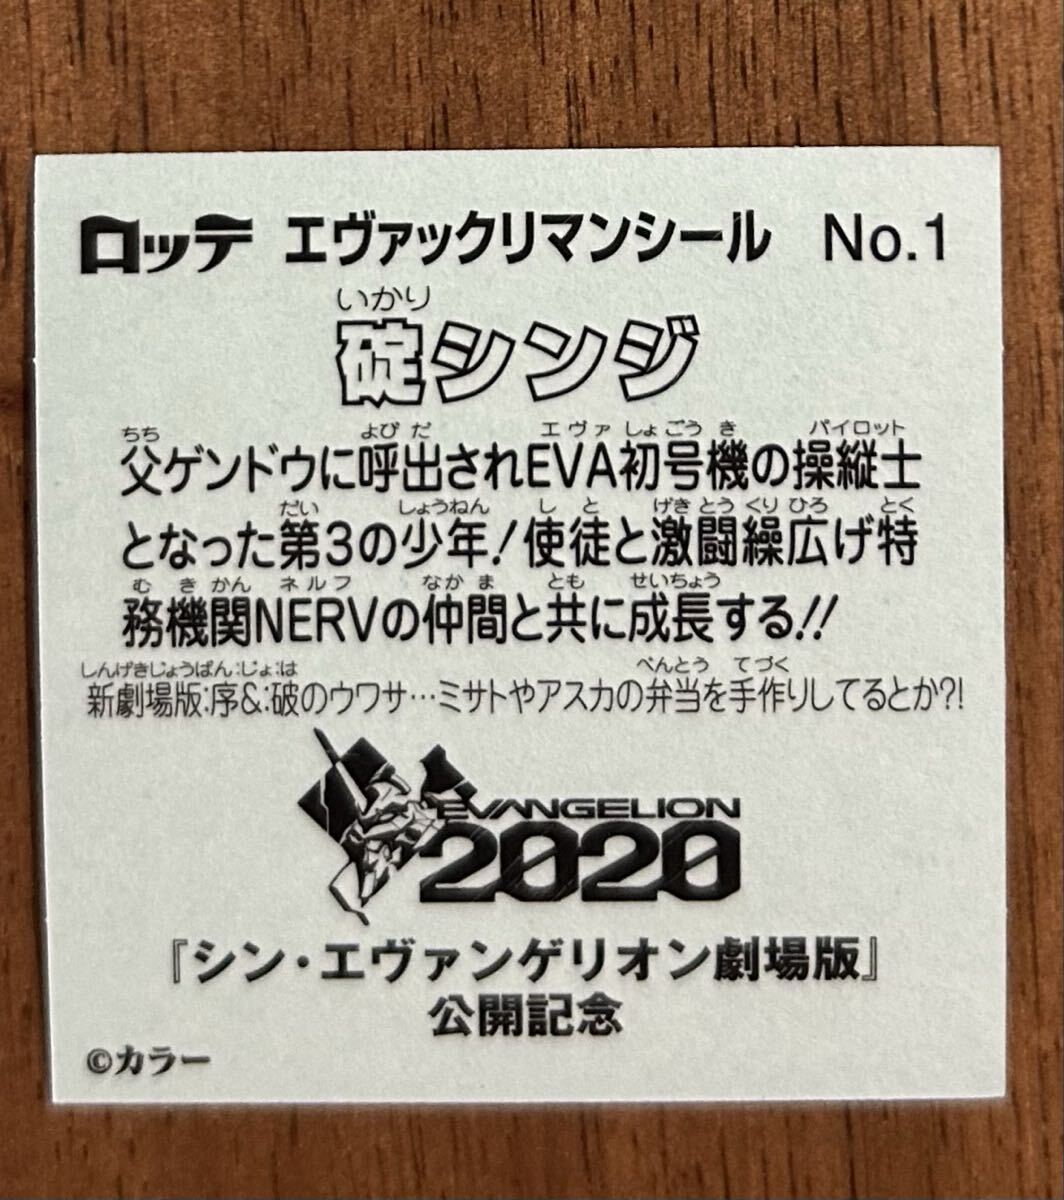 ロッテ エヴァックリマンシール No.1
いかり
碇シンジ
ちち よびだ エヴァ しょごうき パイロット
父ゲンドウに呼出されEVA初号機の操縦士
だい しょうねん しと げきとうくりひろ とく
となった第3の少年!使徒と激闘繰広げ特
むきかん ネルフ なかま とも せいちょう
務機関NERVの仲間と共に成長する!!
しんげきじょうばん:じょ:は べんとう てづく
新劇場版:序&:破のウワサ…ミサトやアスカの弁当を手作りしてるとか?!
EVANGELION
2020
『シン・エヴァンゲリオン劇場版』
公開記念
©カラー